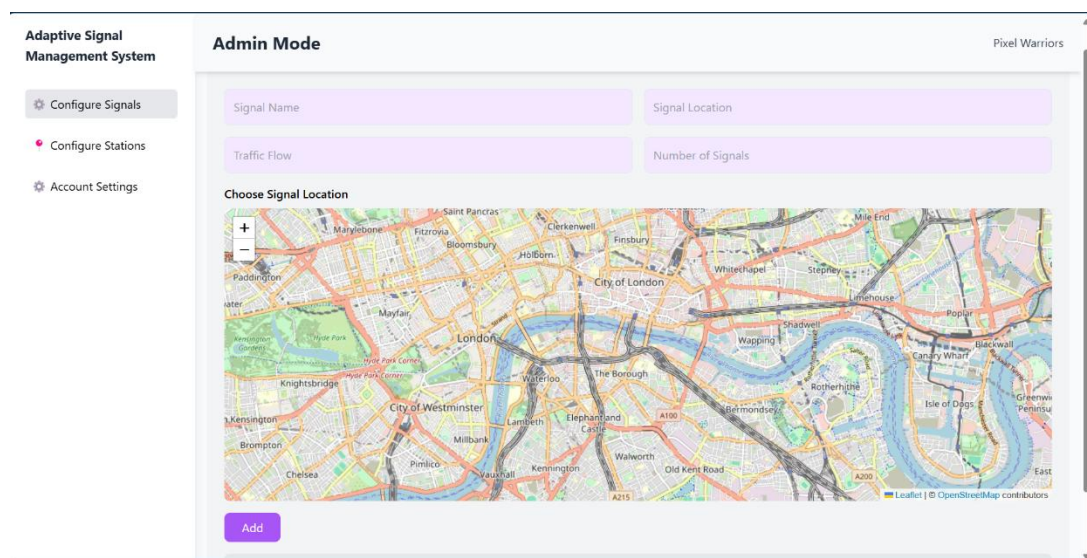 Adaptive Signal
Management System
Admin Mode
Pixel Warriors
Configure Signals
Configure Stations
Account Settings
Signal Name
Signal Location
Traffic Flow
Number of Signals
Choose Signal Location
+
−
Saint Pancras
Marylebone
Fitzrovia
Clerkenwell
Mile End
Bloomsbury
Finsbury
Holborn
Whitechapel
Stepney
Paddington
City of London
Limehouse
Mayfair
Poplar
Shadwell
Hyde Park
Kensington
Gardens
London
Wapping
Blackwall
Canary Wharf
Hyde Park Corner
Hyde Park Corner
Knightsbridge
Waterloo
The Borough
Rotherhithe
Isle of Dogs
City of Westminster
Lambeth
Elephant and
Castle
A100
Bermondsey
Brompton
Millbank
Walworth
Pimlico
Kennington
Old Kent Road
Chelsea
Vauxhall
A200
East
A215
Leaflet | © OpenStreetMap contributors
Add